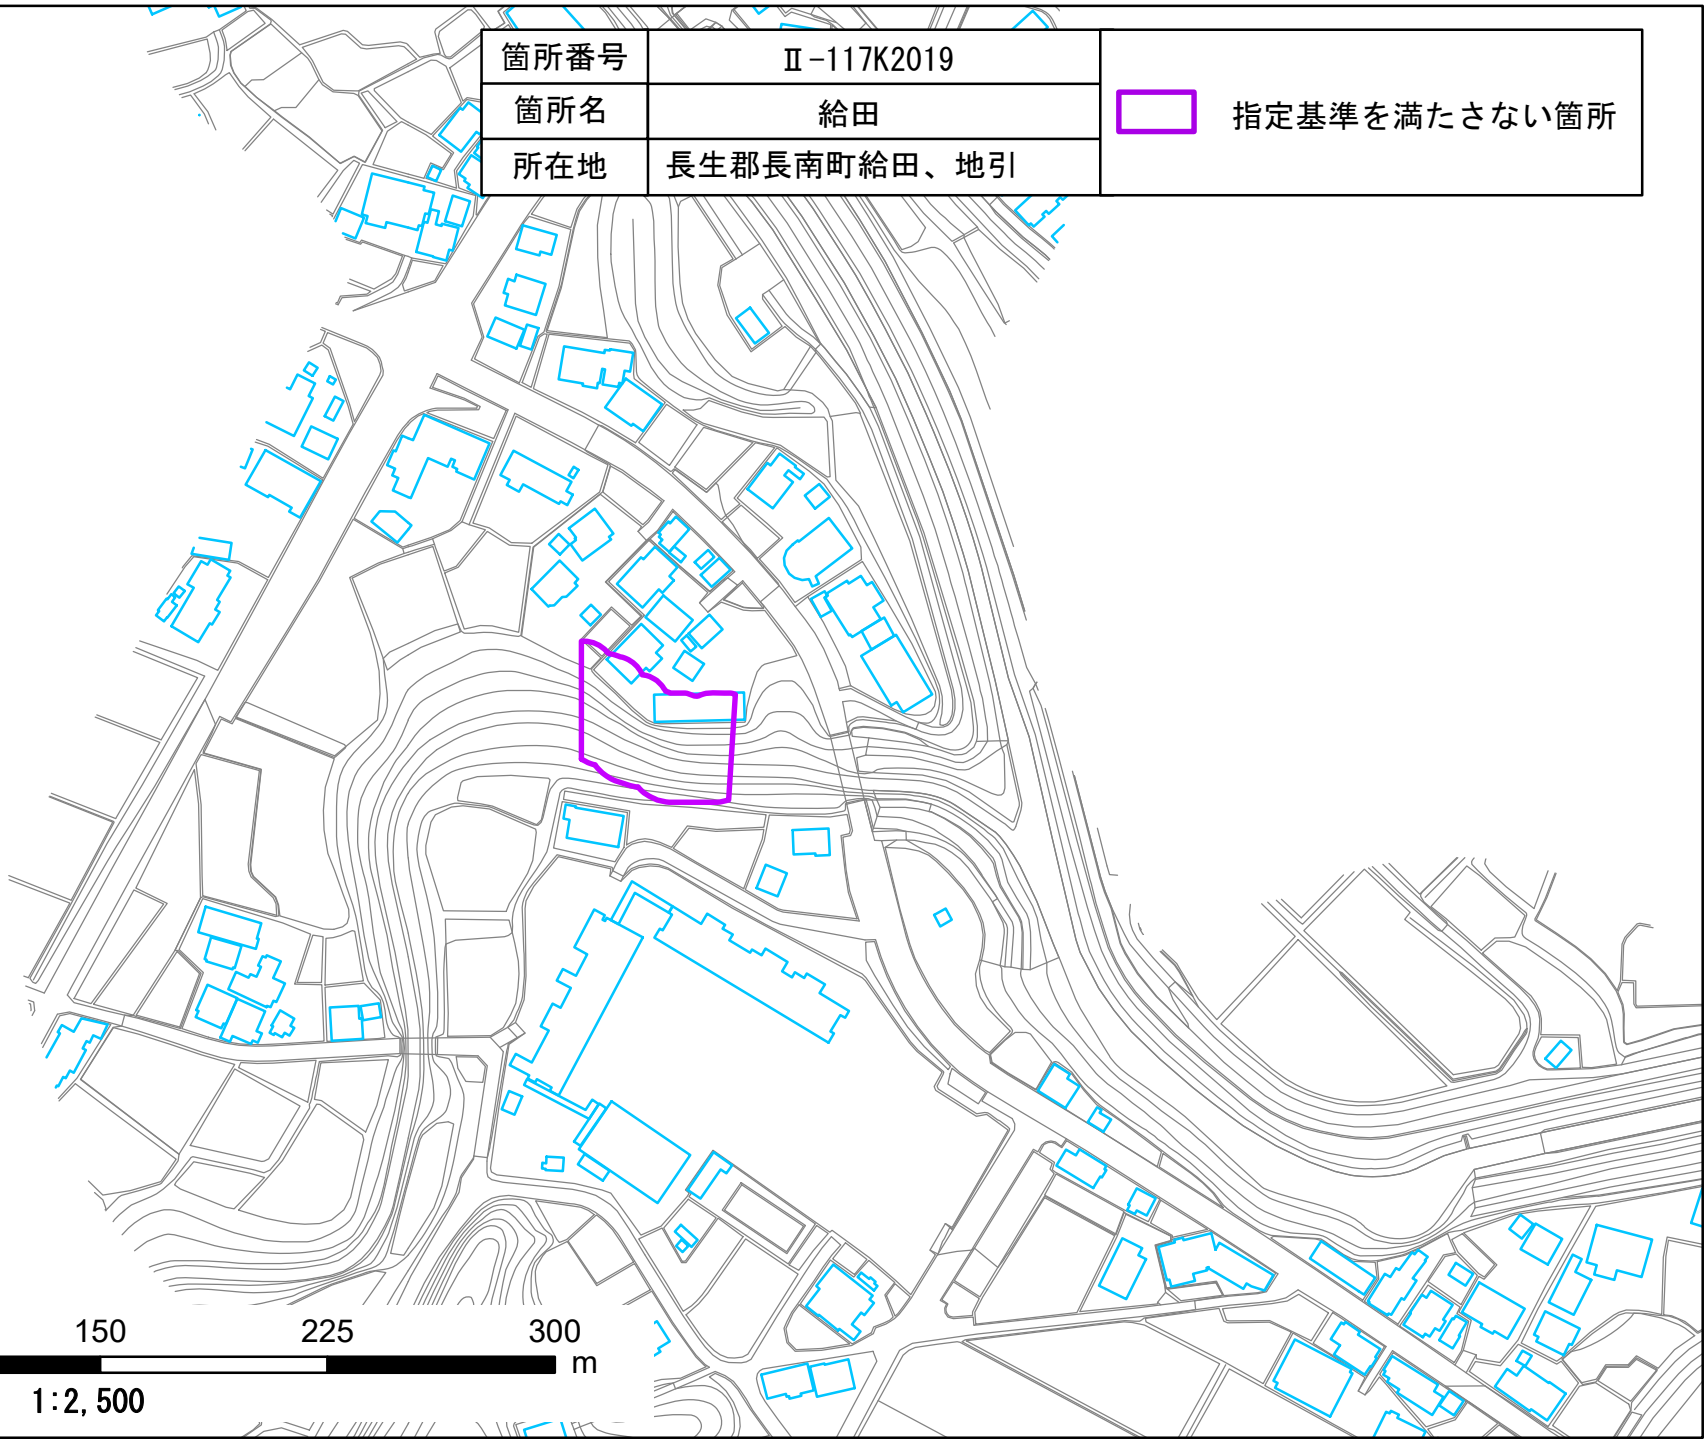 箇所番号 Ⅱ-117K2019
箇所名 給田
所在地 長生郡長南町給田、地引
指定基準を満たさない箇所
150 225 300
m
1:2,500